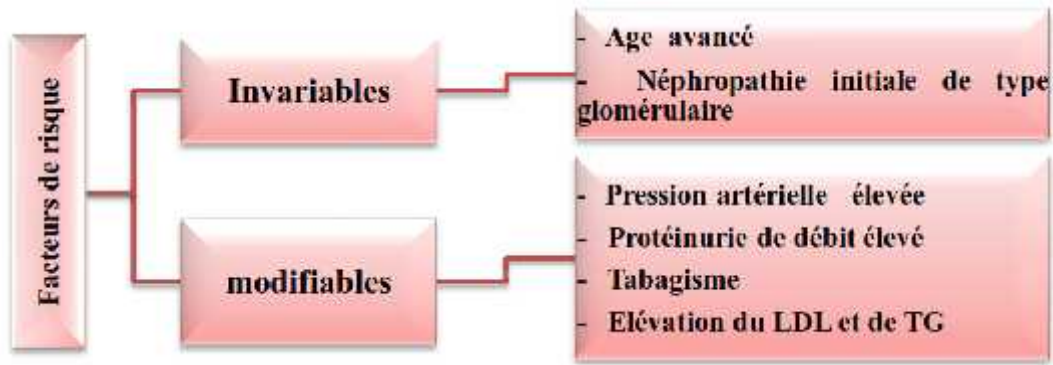 Facteurs de risque
Invariables
- Age avancé
- Néphropathie initiale de type
glomérulaire
modifiables
- Pression artérielle élevée
- Protéinurie de débit élevé
- Tabagisme
- Elévation du LDL et de TG